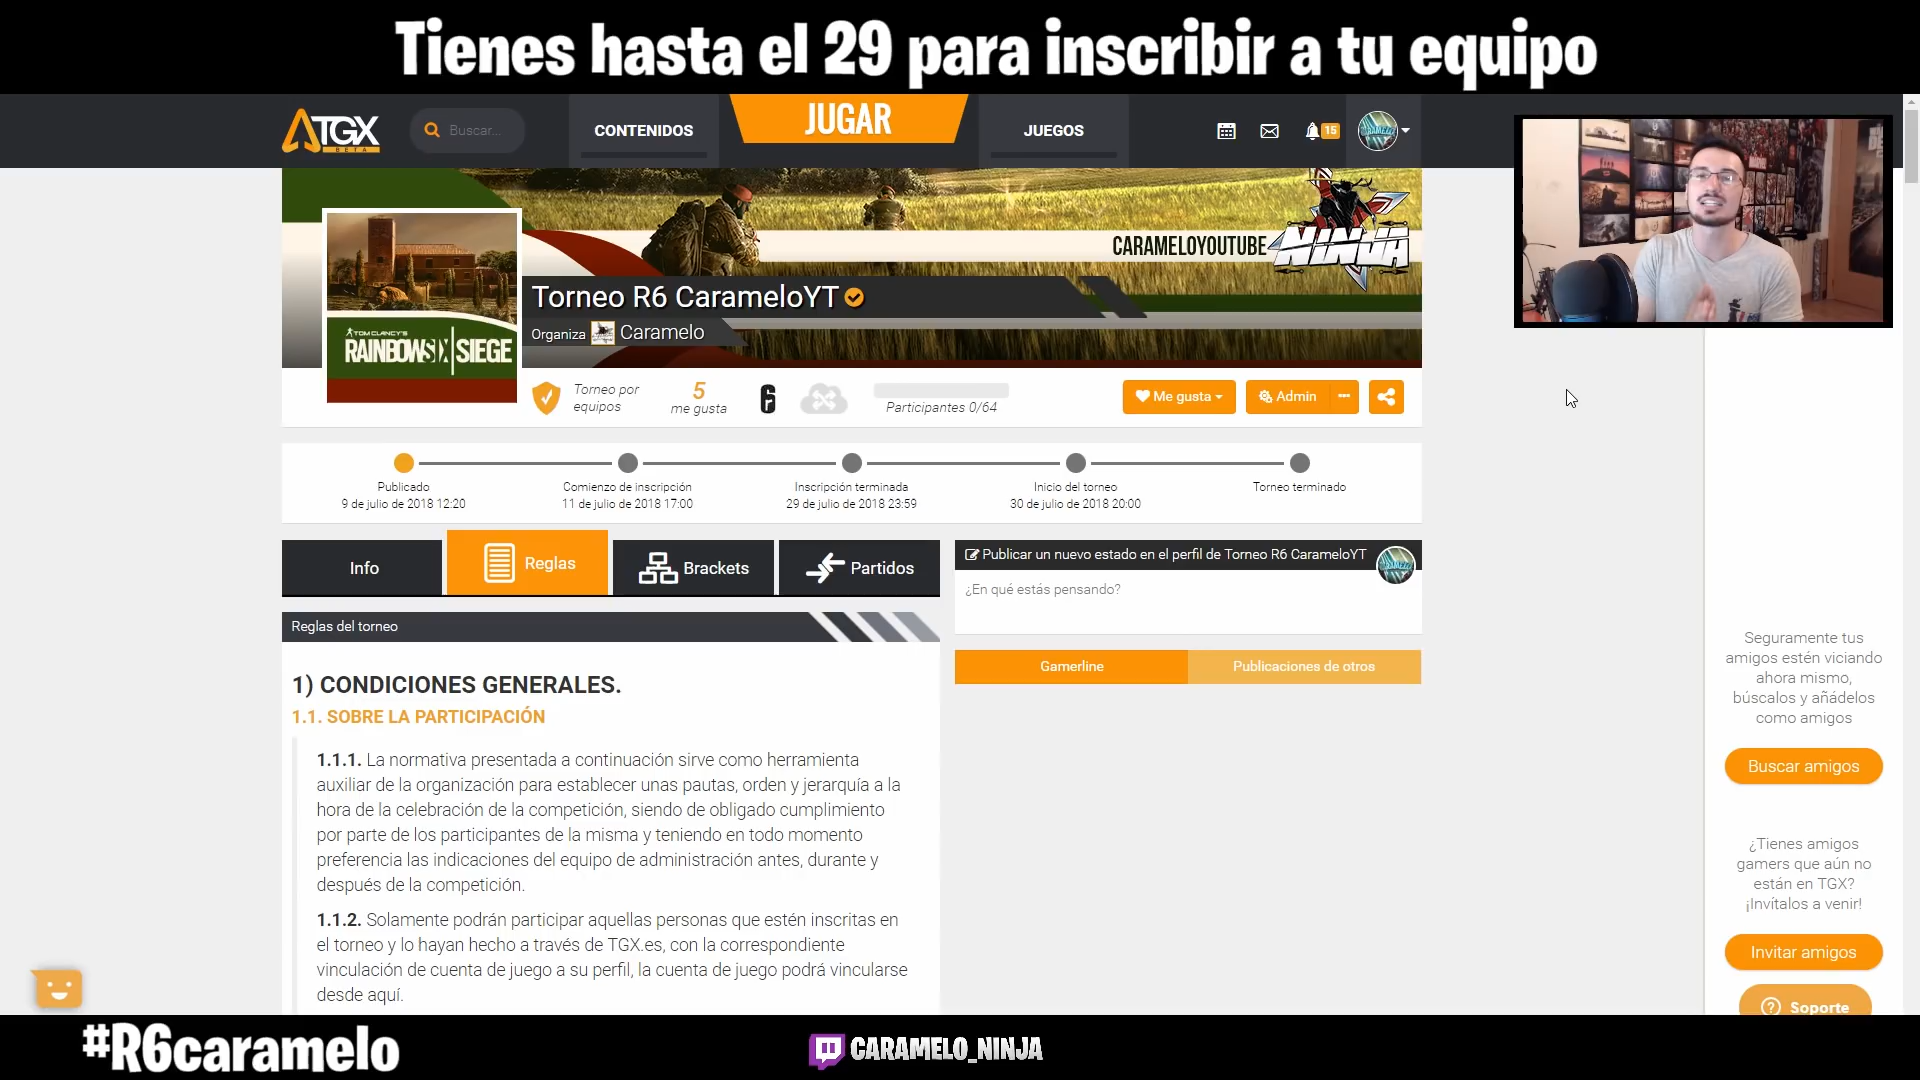 Tienes hasta el 29 para inscribir a tu equipo
TGX
BETA
Buscar...
CONTENIDOS
JUGAR
JUEGOS
15
CARAMELOYOUTUBE
NINJA
Torneo R6 CarameloYT
Organiza Caramelo
TOM CLANCY'S
RAINBOWSIX SIEGE
Torneo por
equipos
5
me gusta
Participantes 0/64
Me gusta
Admin
Publicado
9 de julio de 2018 12:20
Comienzo de inscripción
11 de julio de 2018 17:00
Inscripción terminada
29 de julio de 2018 23:59
Inicio del torneo
30 de julio de 2018 20:00
Torneo terminado
Info
Reglas
Brackets
Partidos
Publicar un nuevo estado en el perfil de Torneo R6 CarameloYT
¿En qué estás pensando?
Gamerline
Publicaciones de otros
Reglas del torneo
1) CONDICIONES GENERALES.
1.1. SOBRE LA PARTICIPACIÓN
1.1.1. La normativa presentada a continuación sirve como herramienta
auxiliar de la organización para establecer unas pautas, orden y jerarquía a la
hora de la celebración de la competición, siendo de obligado cumplimiento
por parte de los participantes de la misma y teniendo en todo momento
preferencia las indicaciones del equipo de administración antes, durante y
después de la competición.
1.1.2. Solamente podrán participar aquellas personas que estén inscritas en
el torneo y lo hayan hecho a través de TGX.es, con la correspondiente
vinculación de cuenta de juego a su perfil, la cuenta de juego podrá vincularse
desde aquí.
Seguramente tus
amigos estén viciando
ahora mismo,
búscalos y añádelos
como amigos
Buscar amigos
¿Tienes amigos
gamers que aún no
están en TGX?
¡Invítalos a venir!
Invitar amigos
Soporte
#R6caramelo
CARAMELO_NINJA